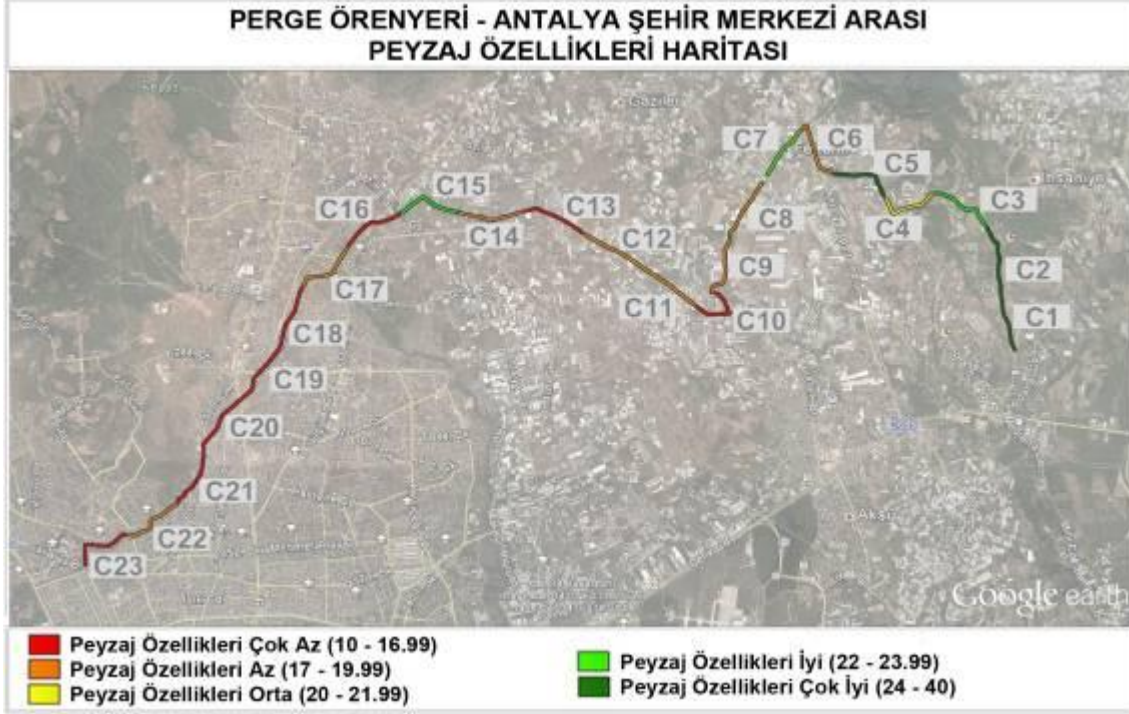 PERGE ÖRENYERİ - ANTALYA ŞEHİR MERKEZİ ARASI
PEYZAJ ÖZELLİKLERİ HARİTASI
C7
C6
C5
C15
C3
C16
C13
C4
C8
C14
C12
C2
C9
C17
C11
C10
C1
C18
C19
C20
C21
Aksu
C22
C23
Google earth
Peyzaj Özellikleri Çok Az (10 - 16.99)
Peyzaj Özellikleri Az (17 - 19.99)
Peyzaj Özellikleri Orta (20 - 21.99)
Peyzaj Özellikleri İyi (22 - 23.99)
Peyzaj Özellikleri Çok İyi (24 - 40)